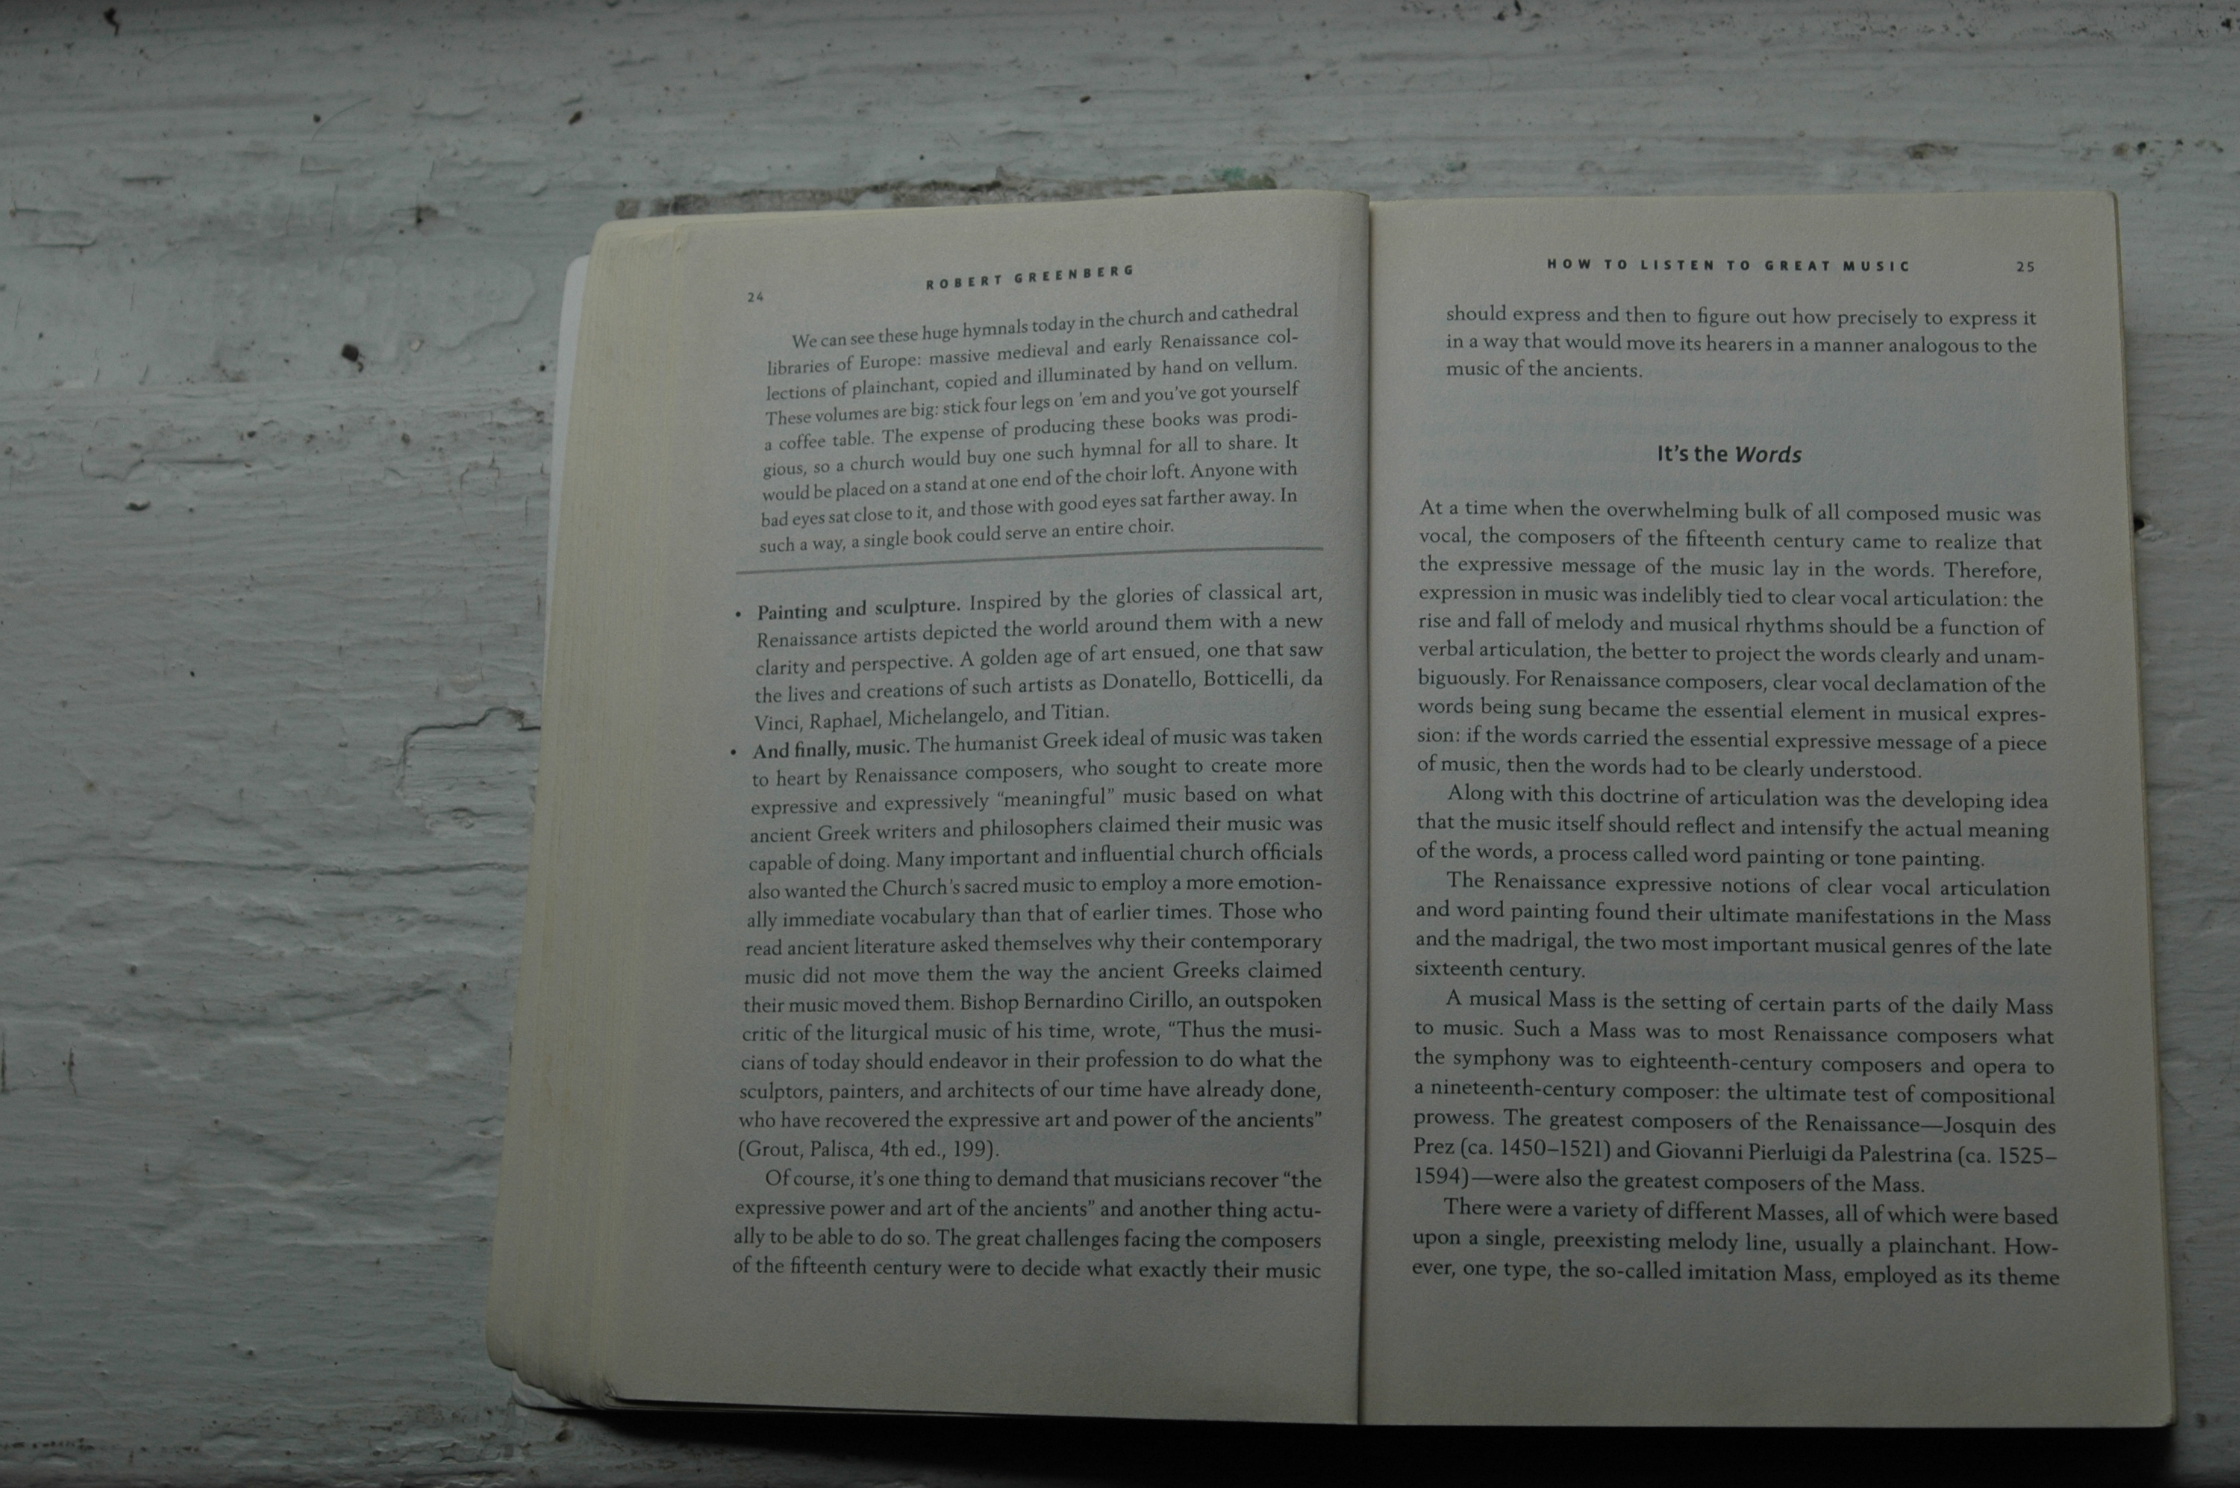 24
ROBERT GREENBERG
We can see these huge hymnals today in the church and cathedral
libraries of Europe: massive medieval and early Renaissance col-
lections of plainchant, copied and illuminated by hand on vellum.
These volumes are big: stick four legs on 'em and you've got yourself
a coffee table. The expense of producing these books was prodi-
gious, so a church would buy one such hymnal for all to share. It
would be placed on a stand at one end of the choir loft. Anyone with
bad eyes sat close to it, and those with good eyes sat farther away. In
such a way, a single book could serve an entire choir.
• Painting and sculpture. Inspired by the glories of classical art,
Renaissance artists depicted the world around them with a new
clarity and perspective. A golden age of art ensued, one that saw
the lives and creations of such artists as Donatello, Botticelli, da
Vinci, Raphael, Michelangelo, and Titian.
• And finally, music. The humanist Greek ideal of music was taken
to heart by Renaissance composers, who sought to create more
expressive and expressively “meaningful” music based on what
ancient Greek writers and philosophers claimed their music was
capable of doing. Many important and influential church officials
also wanted the Church's sacred music to employ a more emotion-
ally immediate vocabulary than that of earlier times. Those who
read ancient literature asked themselves why their contemporary
music did not move them the way the ancient Greeks claimed
their music moved them. Bishop Bernardino Cirillo, an outspoken
critic of the liturgical music of his time, wrote, “Thus the musi-
cians of today should endeavor in their profession to do what the
sculptors, painters, and architects of our time have already done,
who have recovered the expressive art and power of the ancients”
(Grout, Palisca, 4th ed., 199).
Of course, it's one thing to demand that musicians recover “the
expressive power and art of the ancients” and another thing actu-
ally to be able to do so. The great challenges facing the composers
of the fifteenth century were to decide what exactly their music
HOW TO LISTEN TO GREAT MUSIC
25
should express and then to figure out how precisely to express it
in a way that would move its hearers in a manner analogous to the
music of the ancients.
It's the Words
At a time when the overwhelming bulk of all composed music was
vocal, the composers of the fifteenth century came to realize that
the expressive message of the music lay in the words. Therefore,
expression in music was indelibly tied to clear vocal articulation: the
rise and fall of melody and musical rhythms should be a function of
verbal articulation, the better to project the words clearly and unam-
biguously. For Renaissance composers, clear vocal declamation of the
words being sung became the essential element in musical expres-
sion: if the words carried the essential expressive message of a piece
of music, then the words had to be clearly understood.
Along with this doctrine of articulation was the developing idea
that the music itself should reflect and intensify the actual meaning
of the words, a process called word painting or tone painting.
The Renaissance expressive notions of clear vocal articulation
and word painting found their ultimate manifestations in the Mass
and the madrigal, the two most important musical genres of the late
sixteenth century.
A musical Mass is the setting of certain parts of the daily Mass
to music. Such a Mass was to most Renaissance composers what
the symphony was to eighteenth-century composers and opera to
a nineteenth-century composer: the ultimate test of compositional
prowess. The greatest composers of the Renaissance—Josquin des
Prez (ca. 1450–1521) and Giovanni Pierluigi da Palestrina (ca. 1525–
1594)—were also the greatest composers of the Mass.
There were a variety of different Masses, all of which were based
upon a single, preexisting melody line, usually a plainchant. How-
ever, one type, the so-called imitation Mass, employed as its theme